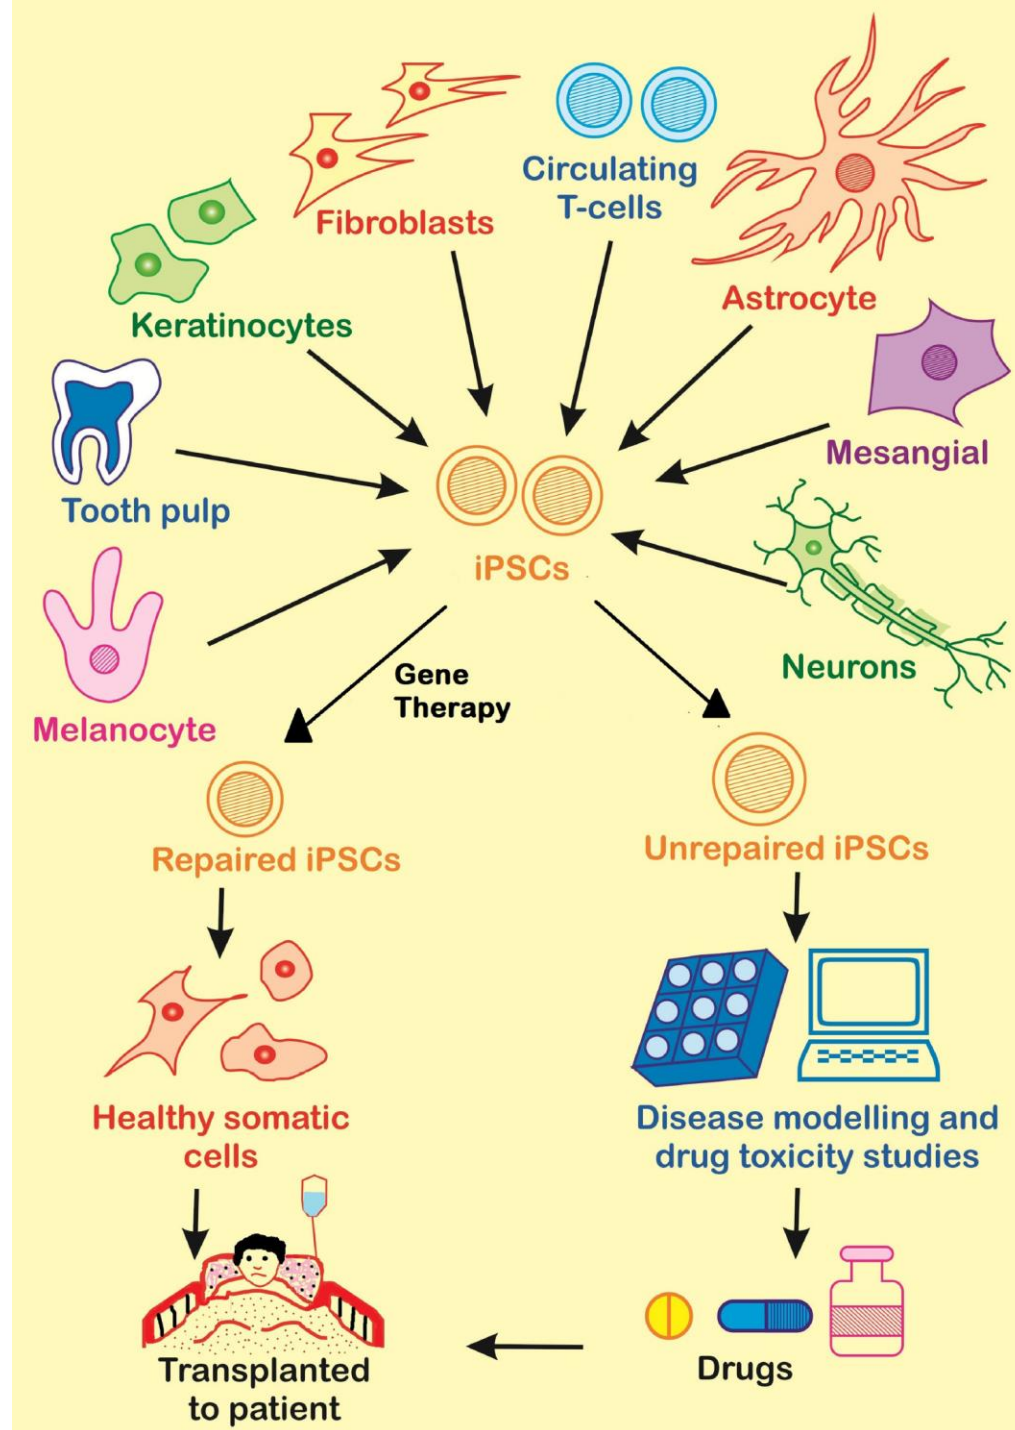 Circulating
T-cells
Fibroblasts
Astrocyte
Keratinocytes
Mesangial
Tooth pulp
iPSCs
Neurons
Melanocyte
Gene
Therapy
Repaired iPSCs
Unrepaired iPSCs
Healthy somatic
cells
Disease modelling and
drug toxicity studies
Transplanted
to patient
Drugs